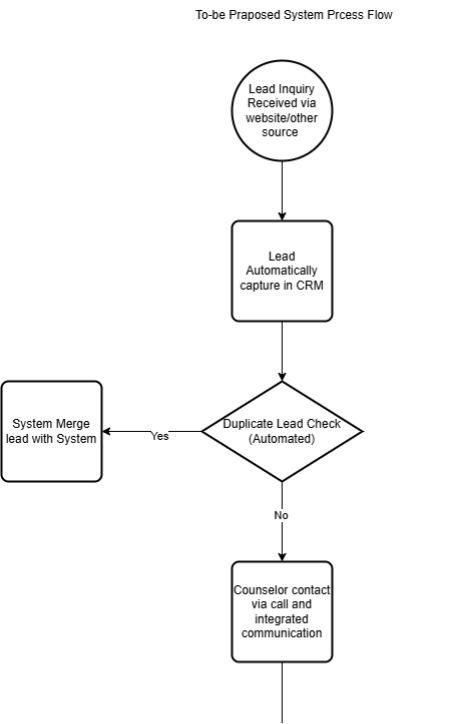 To-be Praposed System Prcess Flow
Lead Inquiry
Received via
website/other
source
Lead
Automatically
capture in CRM
Duplicate Lead Check
(Automated)
Yes
System Merge
lead with System
No
Counselor contact
via call and
integrated
communication